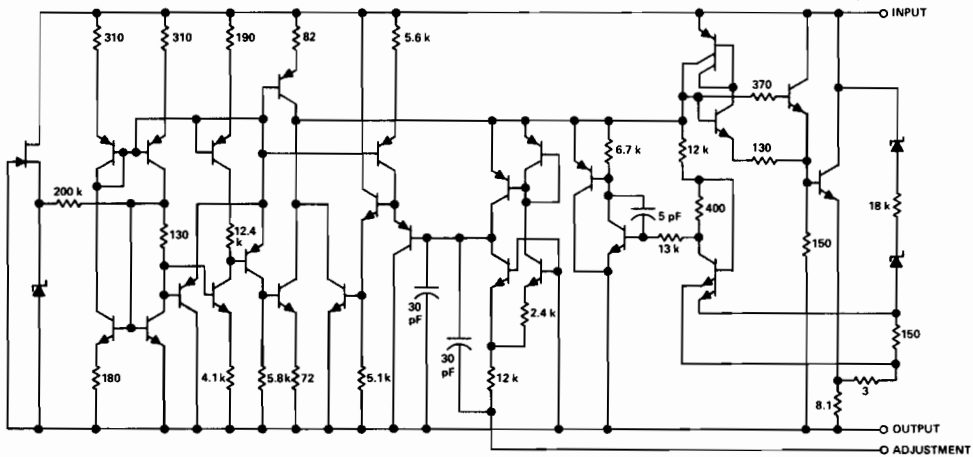 INPUT
310
310
190
82
5.6 k
370
6.7 k
12 k
130
200 k
5 pF
400
18 k
130
12.4
k
13 k
150
30
pF
2.4 k
30
pF
150
180
4.1 k
5.8 k
72
5.1 k
12 k
3
8.1
OUTPUT
ADJUSTMENT